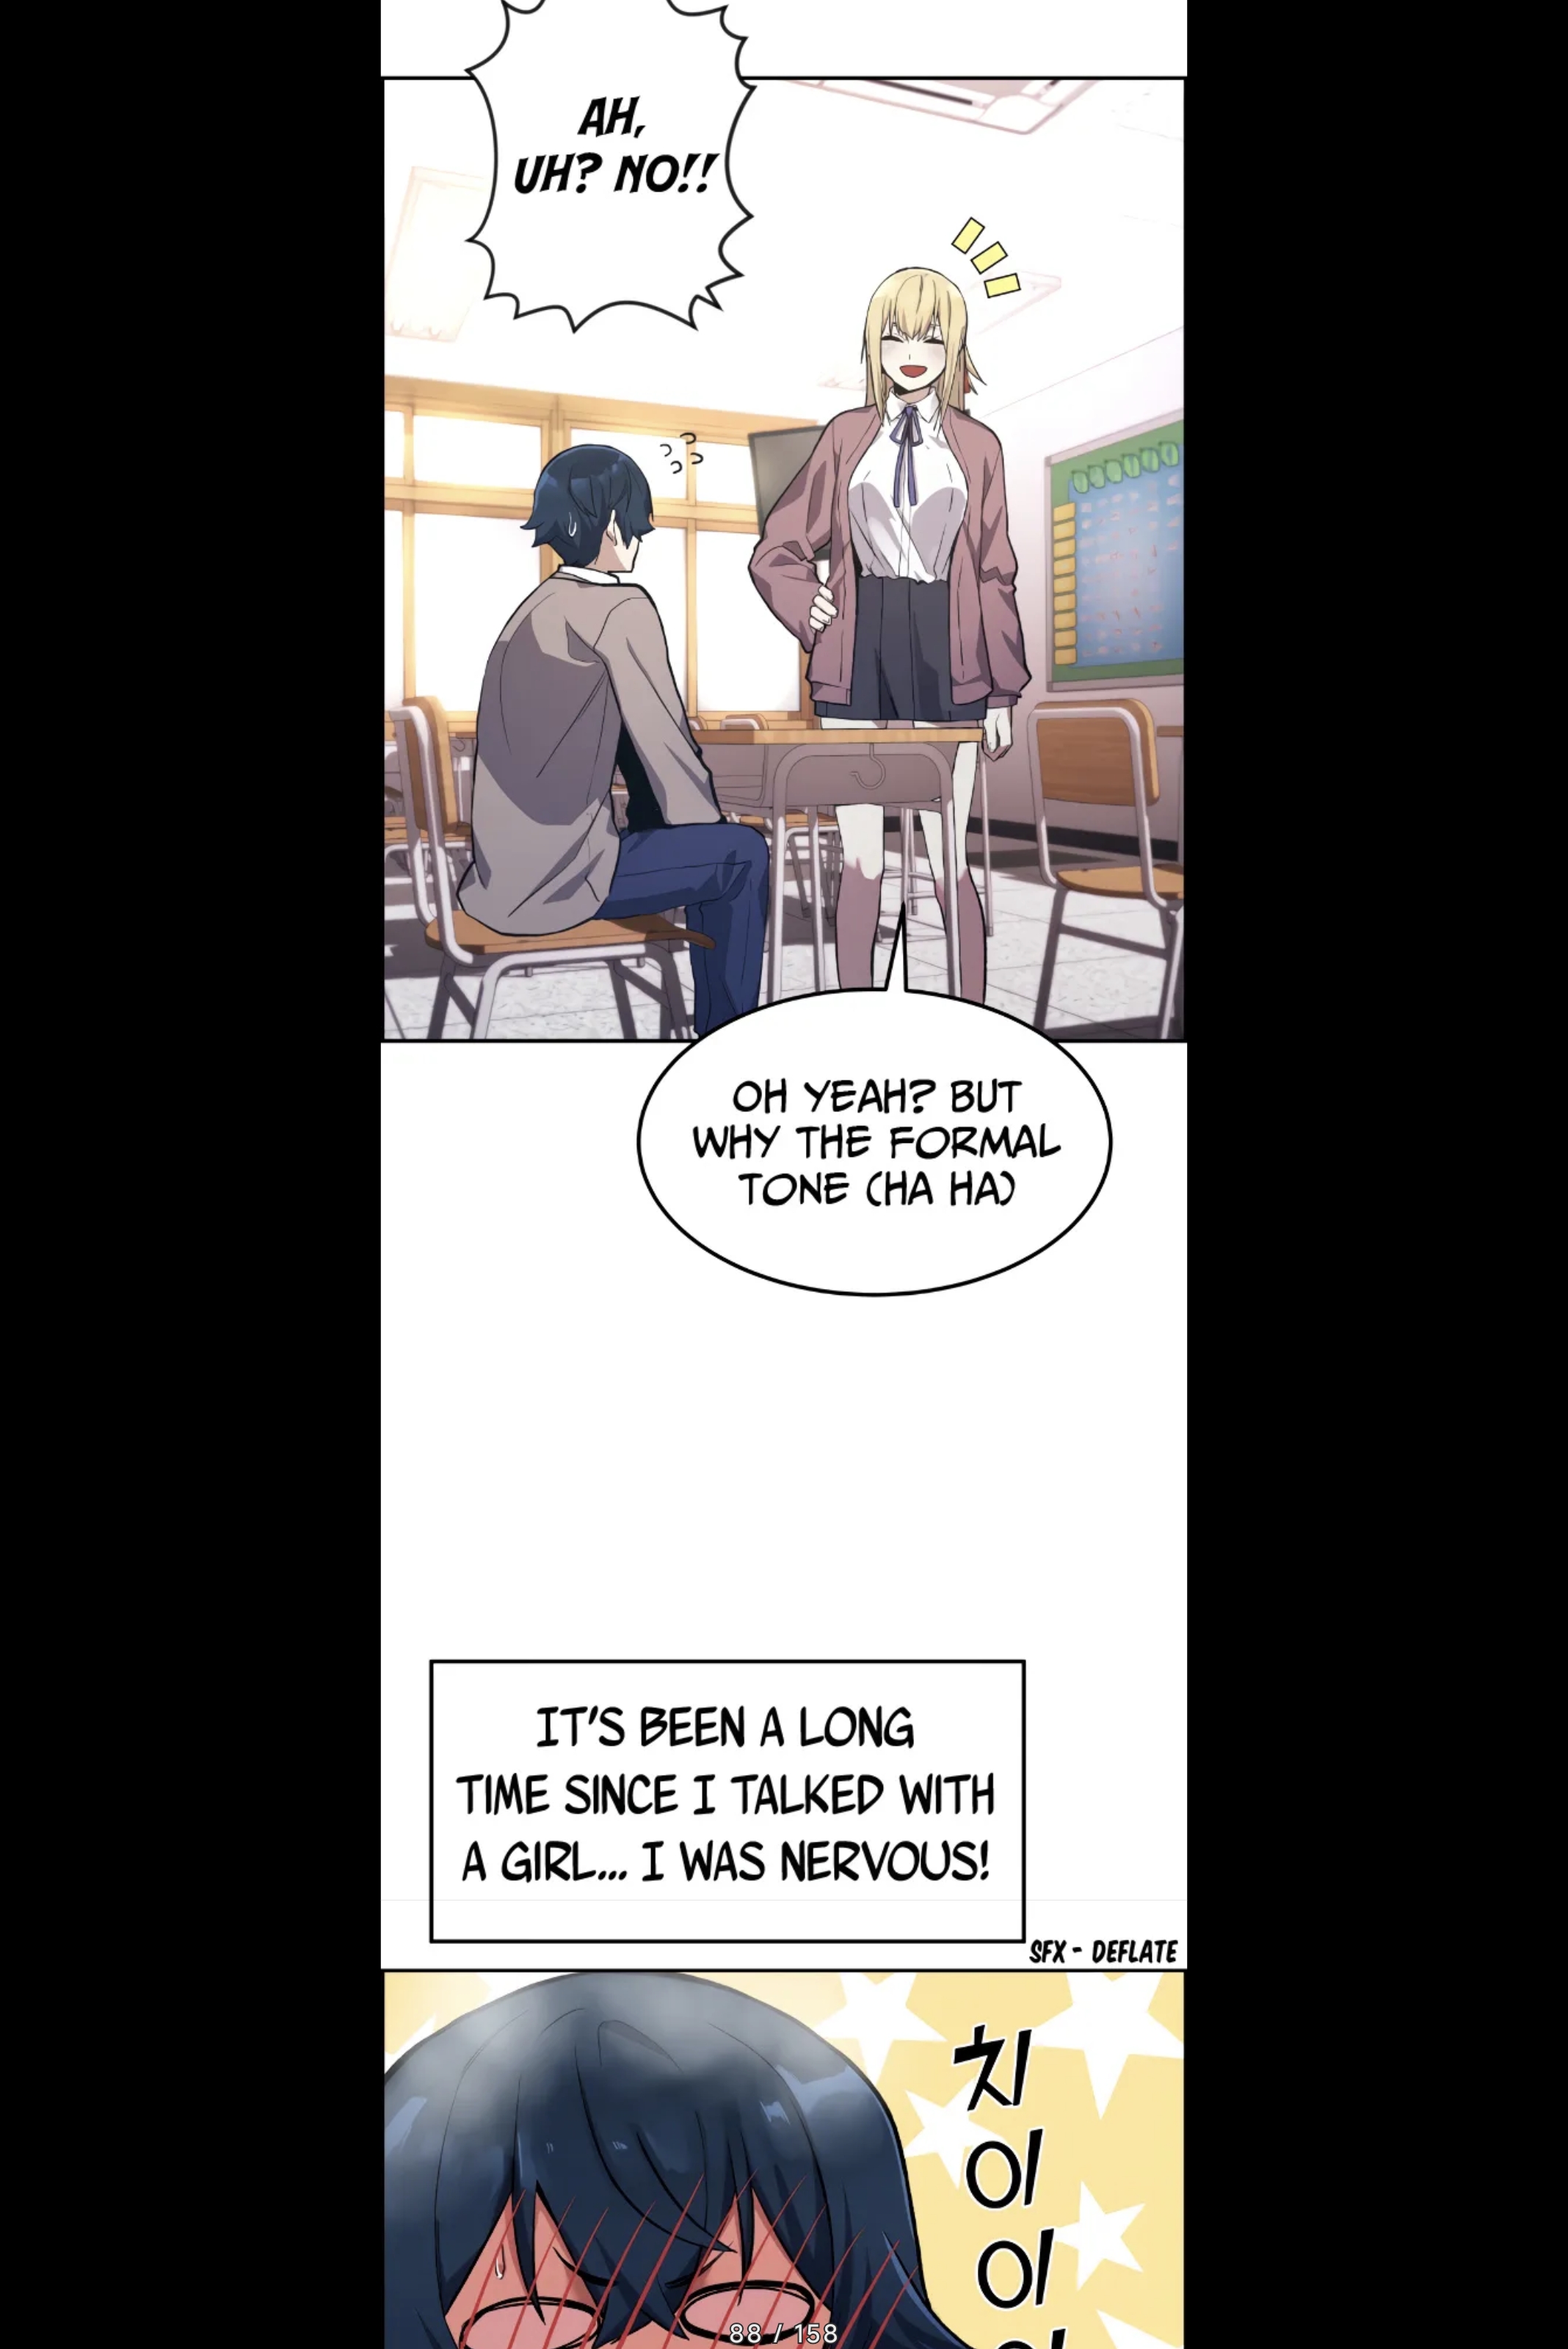 AH,
UH? NO!!
OH YEAH? BUT
WHY THE FORMAL
TONE (HA HA)
IT'S BEEN A LONG
TIME SINCE I TALKED WITH
A GIRL... I WAS NERVOUS!
SFX - DEFLATE
치
이
이
88 / 158